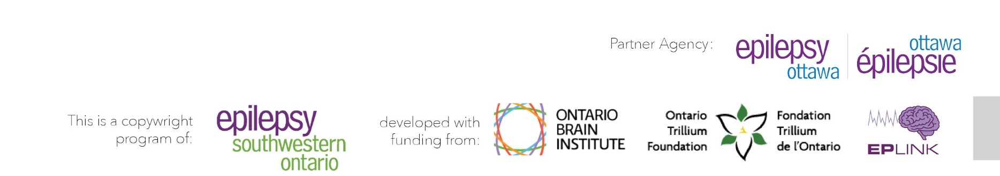 Partner Agency:
epilepsy
ottawa
ottawa
épilepsie
This is a copywright
program of:
epilepsy
southwestern
ontario
developed with
funding from:
ONTARIO
BRAIN
INSTITUTE
Ontario
Trillium
Foundation
Fondation
Trillium
de l'Ontario
EPLINK